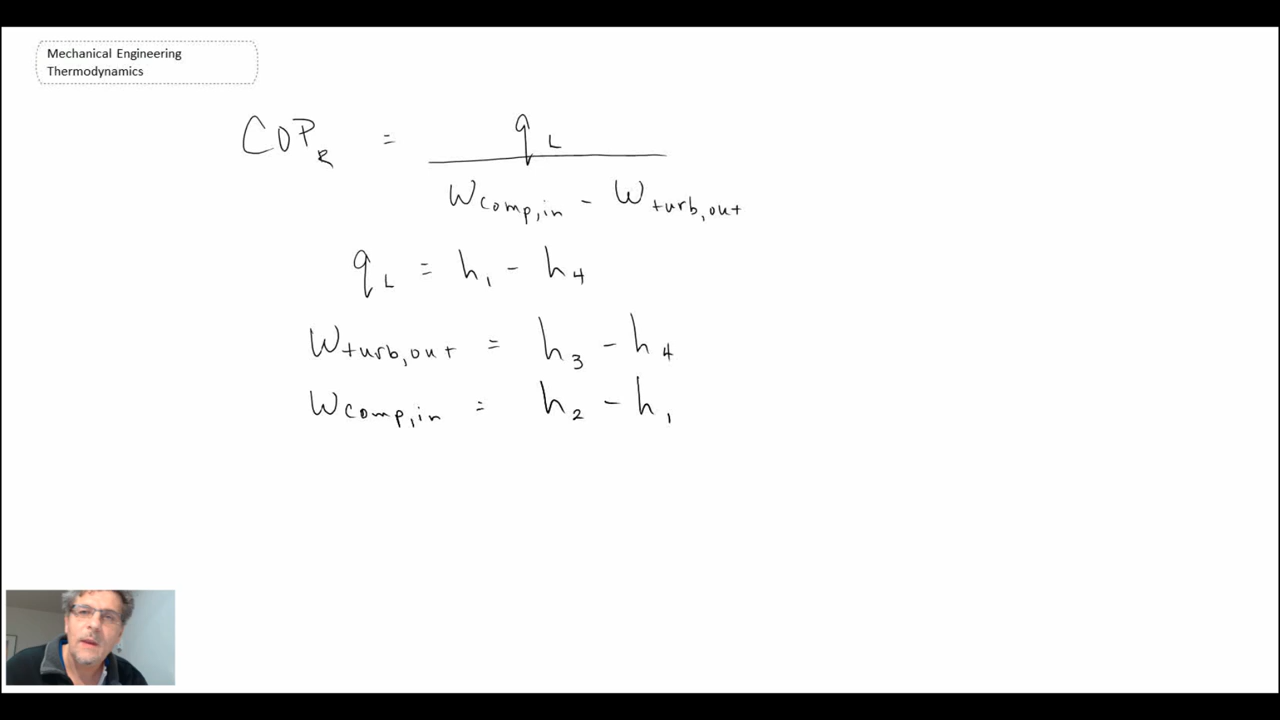 Mechanical Engineering
Thermodynamics
COP_R = q_L / (w_comp,in - w_turb,out)
q_L = h_1 - h_4
w_turb,out = h_3 - h_4
w_comp,in = h_2 - h_1